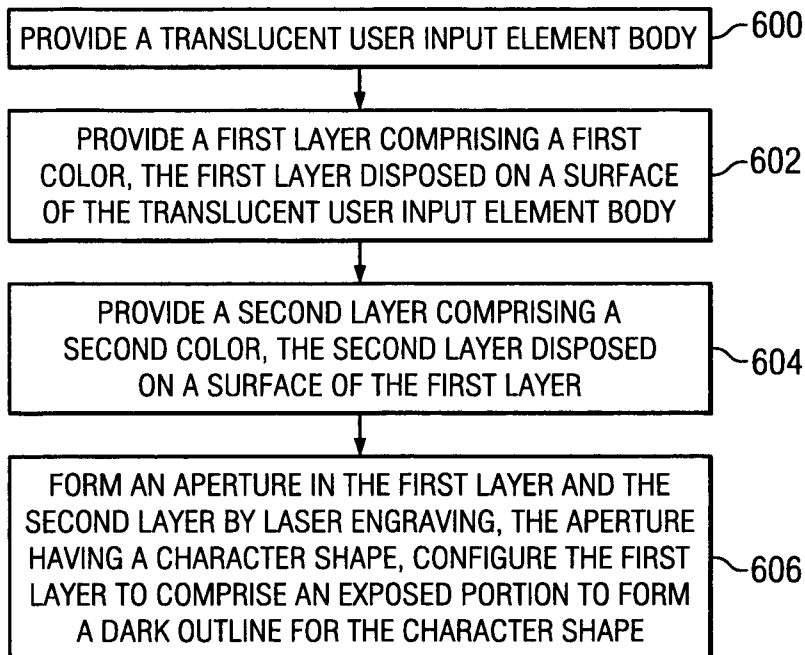 PROVIDE A TRANSLUCENT USER INPUT ELEMENT BODY
600
PROVIDE A FIRST LAYER COMPRISING A FIRST
COLOR, THE FIRST LAYER DISPOSED ON A SURFACE
OF THE TRANSLUCENT USER INPUT ELEMENT BODY
602
PROVIDE A SECOND LAYER COMPRISING A
SECOND COLOR, THE SECOND LAYER DISPOSED
ON A SURFACE OF THE FIRST LAYER
604
FORM AN APERTURE IN THE FIRST LAYER AND THE
SECOND LAYER BY LASER ENGRAVING, THE APERTURE
HAVING A CHARACTER SHAPE, CONFIGURE THE FIRST
LAYER TO COMPRISE AN EXPOSED PORTION TO FORM
A DARK OUTLINE FOR THE CHARACTER SHAPE
606